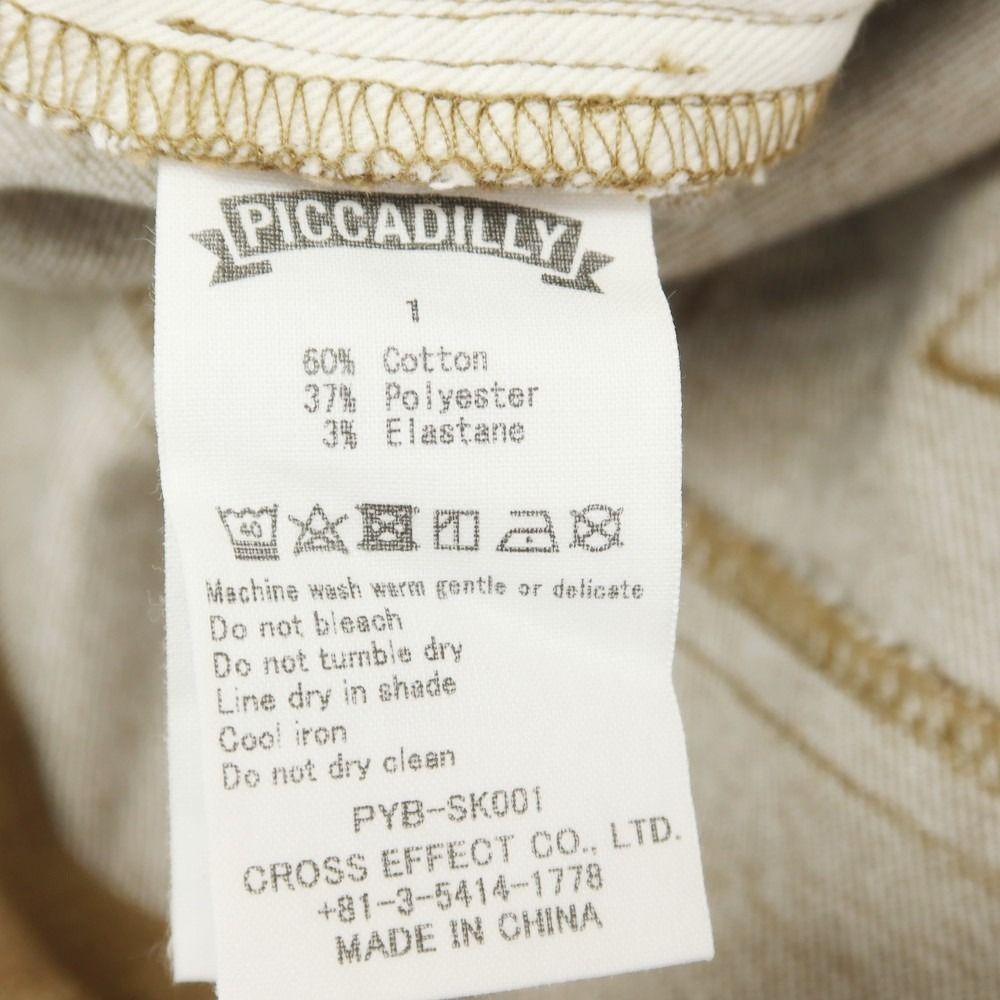 PICCADILLY
1
60% Cotton
37% Polyester
3% Elastane
40
Machine wash warm gentle or delicate
Do not bleach
Do not tumble dry
Line dry in shade
Cool iron
Do not dry clean
PYB-SK001
CROSS EFFECT CO., LTD.
+81-3-5414-1778
MADE IN CHINA